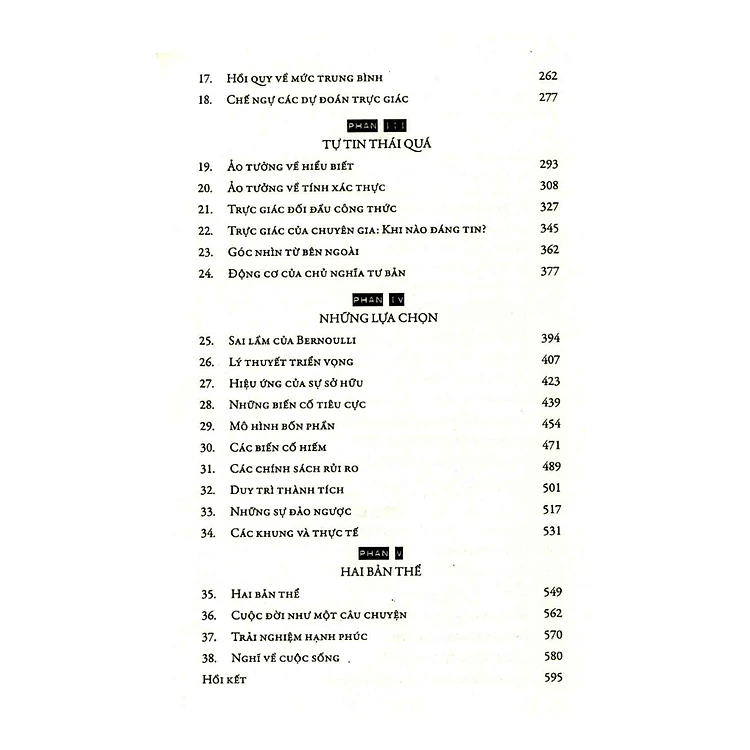 17. Hồi quy về mức trung bình 262
18. Chế ngự các dự đoán trực giác 277
PHẦN III
TỰ TIN THÁI QUÁ
19. Ảo tưởng về hiểu biết 293
20. Ảo tưởng về tính xác thực 308
21. Trực giác đối đầu công thức 327
22. Trực giác của chuyên gia: Khi nào đáng tin? 345
23. Góc nhìn từ bên ngoài 362
24. Động cơ của chủ nghĩa tư bản 377
PHẦN IV
NHỮNG LỰA CHỌN
25. Sai lầm của Bernoulli 394
26. Lý thuyết triển vọng 407
27. Hiệu ứng của sự sở hữu 423
28. Những biến cố tiêu cực 439
29. Mô hình bốn phần 454
30. Các biến cố hiếm 471
31. Các chính sách rủi ro 489
32. Duy trì thành tích 501
33. Những sự đảo ngược 517
34. Các khung và thực tế 531
PHẦN V
HAI BẢN THỂ
35. Hai bản thể 549
36. Cuộc đời như một câu chuyện 562
37. Trải nghiệm hạnh phúc 570
38. Nghĩ về cuộc sống 580
Hồi kết 595